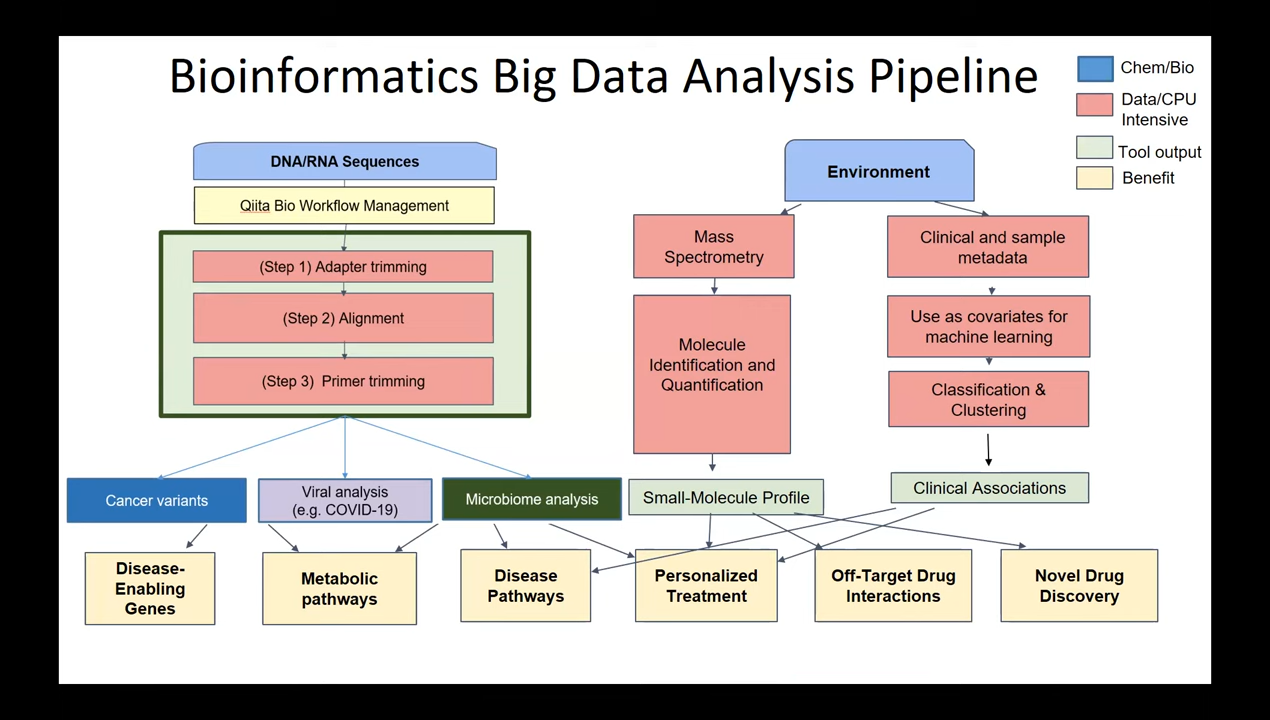 Bioinformatics Big Data Analysis Pipeline
Chem/Bio
Data/CPU
Intensive
Tool output
Benefit
DNA/RNA Sequences
Qiita Bio Workflow Management
(Step 1) Adapter trimming
(Step 2) Alignment
(Step 3) Primer trimming
Environment
Mass
Spectrometry
Molecule
Identification and
Quantification
Clinical and sample
metadata
Use as covariates for
machine learning
Classification &
Clustering
Cancer variants
Viral analysis
(e.g. COVID-19)
Microbiome analysis
Small-Molecule Profile
Clinical Associations
Disease-
Enabling
Genes
Metabolic
pathways
Disease
Pathways
Personalized
Treatment
Off-Target Drug
Interactions
Novel Drug
Discovery